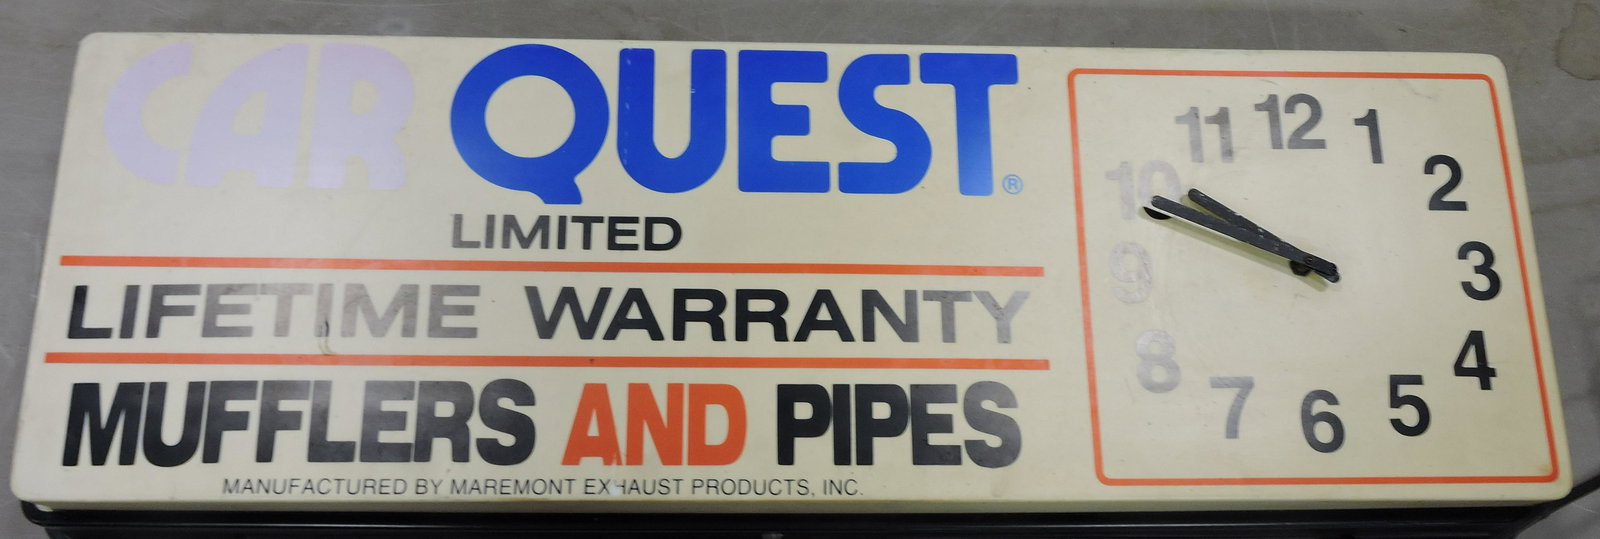 CAR QUEST®
LIMITED
LIFETIME WARRANTY
MUFFLERS AND PIPES
MANUFACTURED BY MAREMONT EXHAUST PRODUCTS, INC.
12
1
2
3
4
5
6
7
8
9
10
11